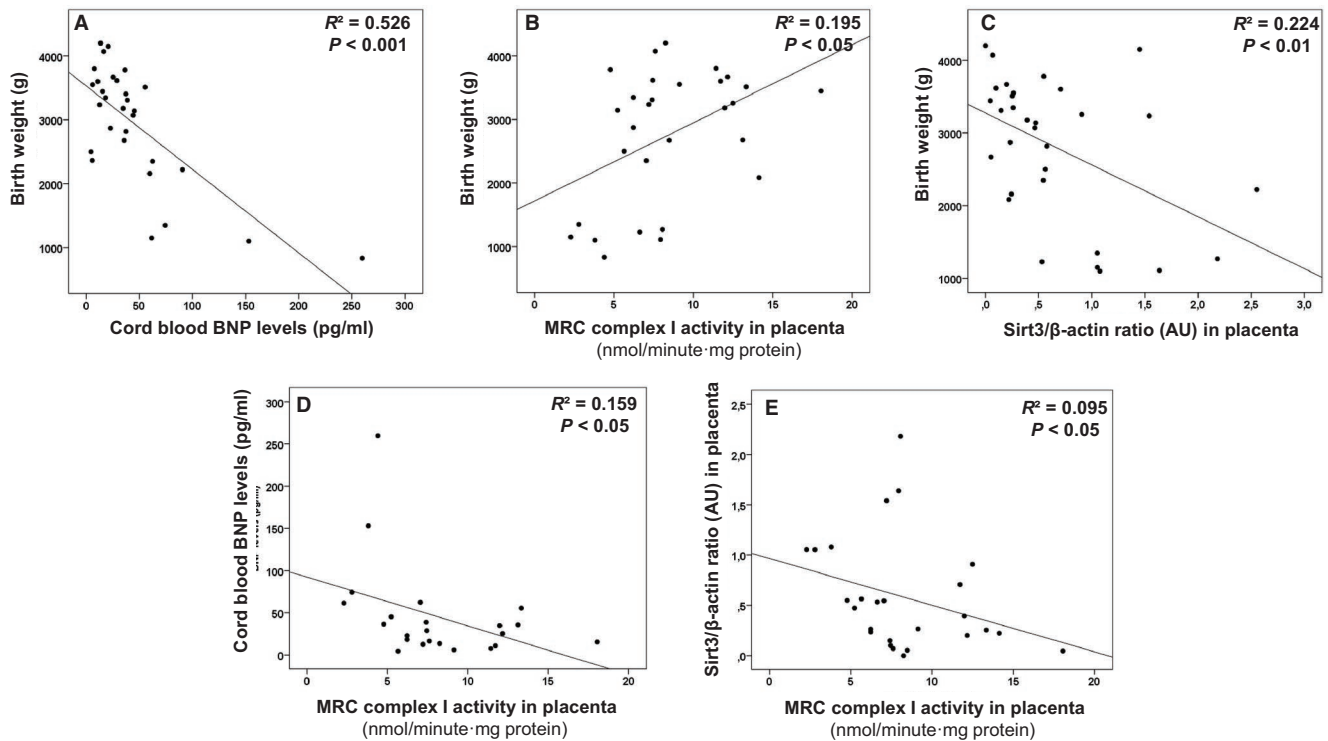 A
R² = 0.526
P < 0.001
Birth weight (g)
4000
3000
2000
1000
0 50 100 150 200 250 300
Cord blood BNP levels (pg/ml)
B
R² = 0.195
P < 0.05
Birth weight (g)
4000
3000
2000
1000
0 5 10 15 20
MRC complex I activity in placenta
(nmol/minute·mg protein)
C
R² = 0.224
P < 0.01
Birth weight (g)
4000
3000
2000
1000
,0 ,5 1,0 1,5 2,0 2,5 3,0
Sirt3/β-actin ratio (AU) in placenta
D
R² = 0.159
P < 0.05
Cord blood BNP levels (pg/ml)
300
250
200
150
100
50
0
0 5 10 15 20
MRC complex I activity in placenta
(nmol/minute·mg protein)
E
R² = 0.095
P < 0.05
Sirt3/β-actin ratio (AU) in placenta
2,5
2,0
1,5
1,0
,5
,0
0 5 10 15 20
MRC complex I activity in placenta
(nmol/minute·mg protein)